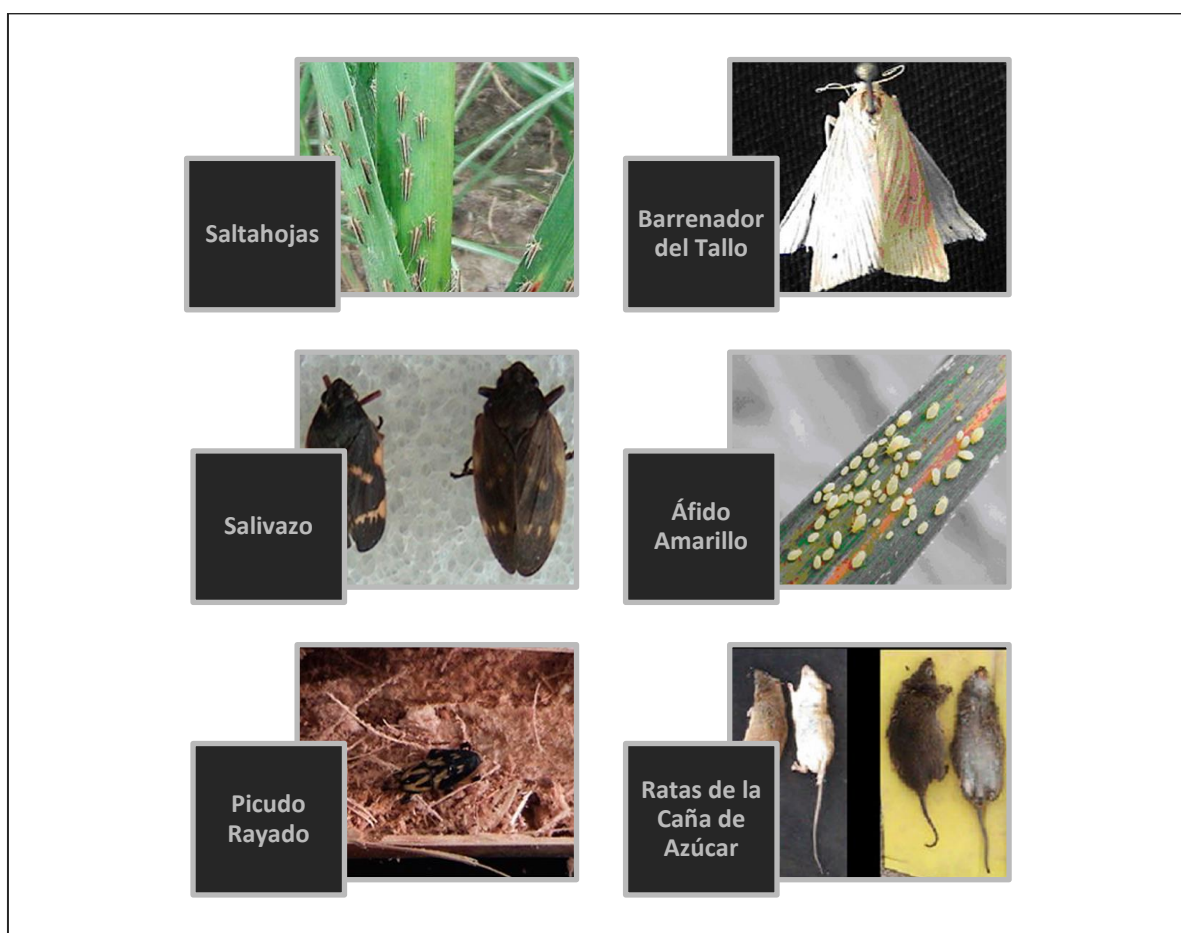 Saltahojas
Barrenador
del Tallo
Salivazo
Áfido
Amarillo
Picudo
Rayado
Ratas de la
Caña de
Azúcar